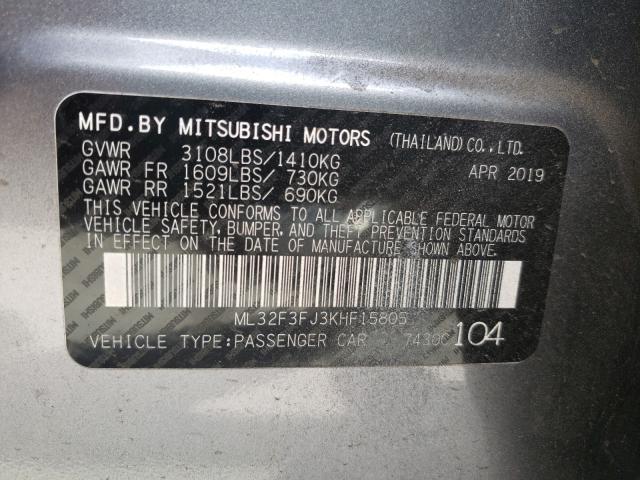 MFD.BY MITSUBISHI MOTORS (THAILAND) CO.,LTD.
GVWR 3108LBS/1410KG APR 2019
GAWR FR 1609LBS/ 730KG
GAWR RR 1521LBS/ 690KG
THIS VEHICLE CONFORMS TO ALL APPLICABLE FEDERAL MOTOR
VEHICLE SAFETY, BUMPER, AND THEFT PREVENTION STANDARDS
IN EFFECT ON THE DATE OF MANUFACTURE SHOWN ABOVE.
ML32F3FJ3KHF15805
VEHICLE TYPE:PASSENGER CAR 7430C 104